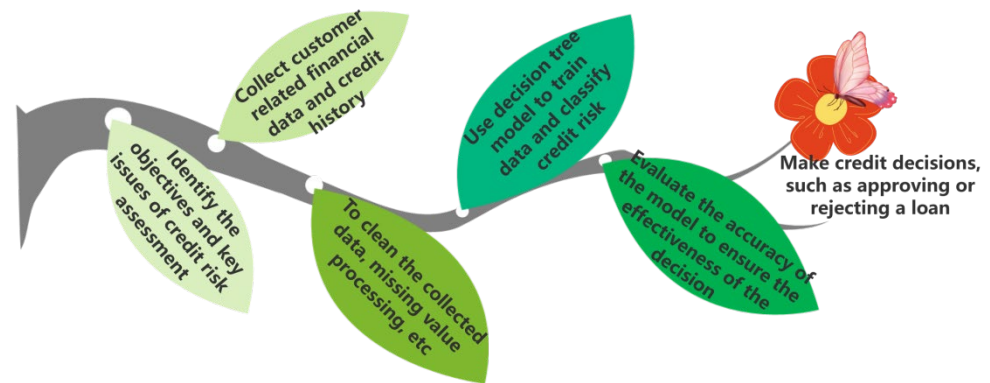 Identify the
objectives and key
issues of credit risk
assessment
Collect customer
related financial
data and credit
history
To clean the collected
data, missing value
processing, etc
Use decision tree
model to train
data and classify
credit risk
Evaluate the accuracy of
the model to ensure the
effectiveness of the
decision
Make credit decisions,
such as approving or
rejecting a loan